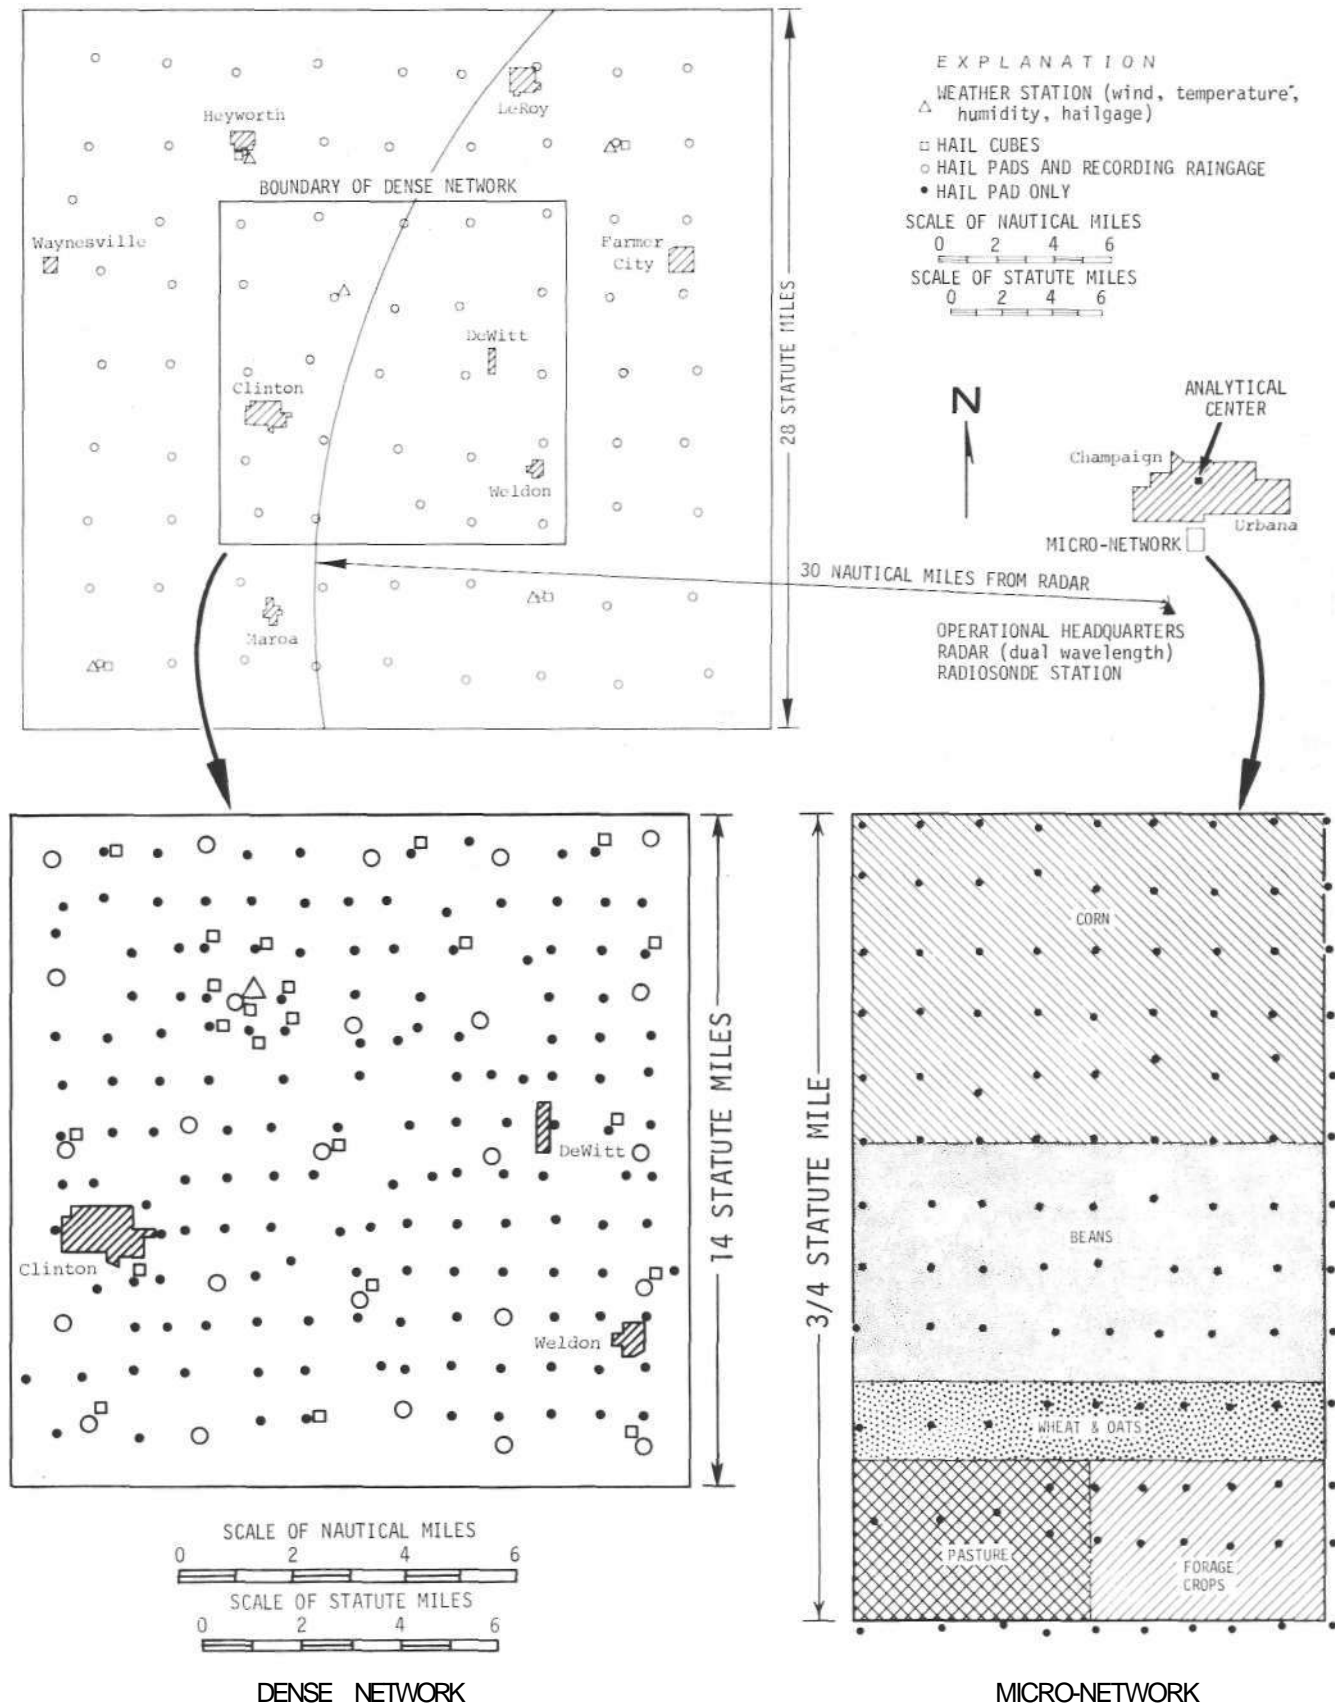 LeRoy
Heyworth
BOUNDARY OF DENSE NETWORK
Waynesville
Farmer
City
DeWitt
Clinton
Weldon
Maroa
28 STATUTE MILES
EXPLANATION
WEATHER STATION (wind, temperature,
humidity, hailgage)
HAIL CUBES
HAIL PADS AND RECORDING RAINGAGE
HAIL PAD ONLY
SCALE OF NAUTICAL MILES
0 2 4 6
SCALE OF STATUTE MILES
0 2 4 6
N
ANALYTICAL
CENTER
Champaign
Urbana
MICRO-NETWORK
30 NAUTICAL MILES FROM RADAR
OPERATIONAL HEADQUARTERS
RADAR (dual wavelength)
RADIOSONDE STATION
DeWitt
Clinton
Weldon
14 STATUTE MILES
SCALE OF NAUTICAL MILES
0 2 4 6
SCALE OF STATUTE MILES
0 2 4 6
DENSE NETWORK
3/4 STATUTE MILE
CORN
BEANS
WHEAT & OATS
PASTURE
FORAGE
CROPS
MICRO-NETWORK